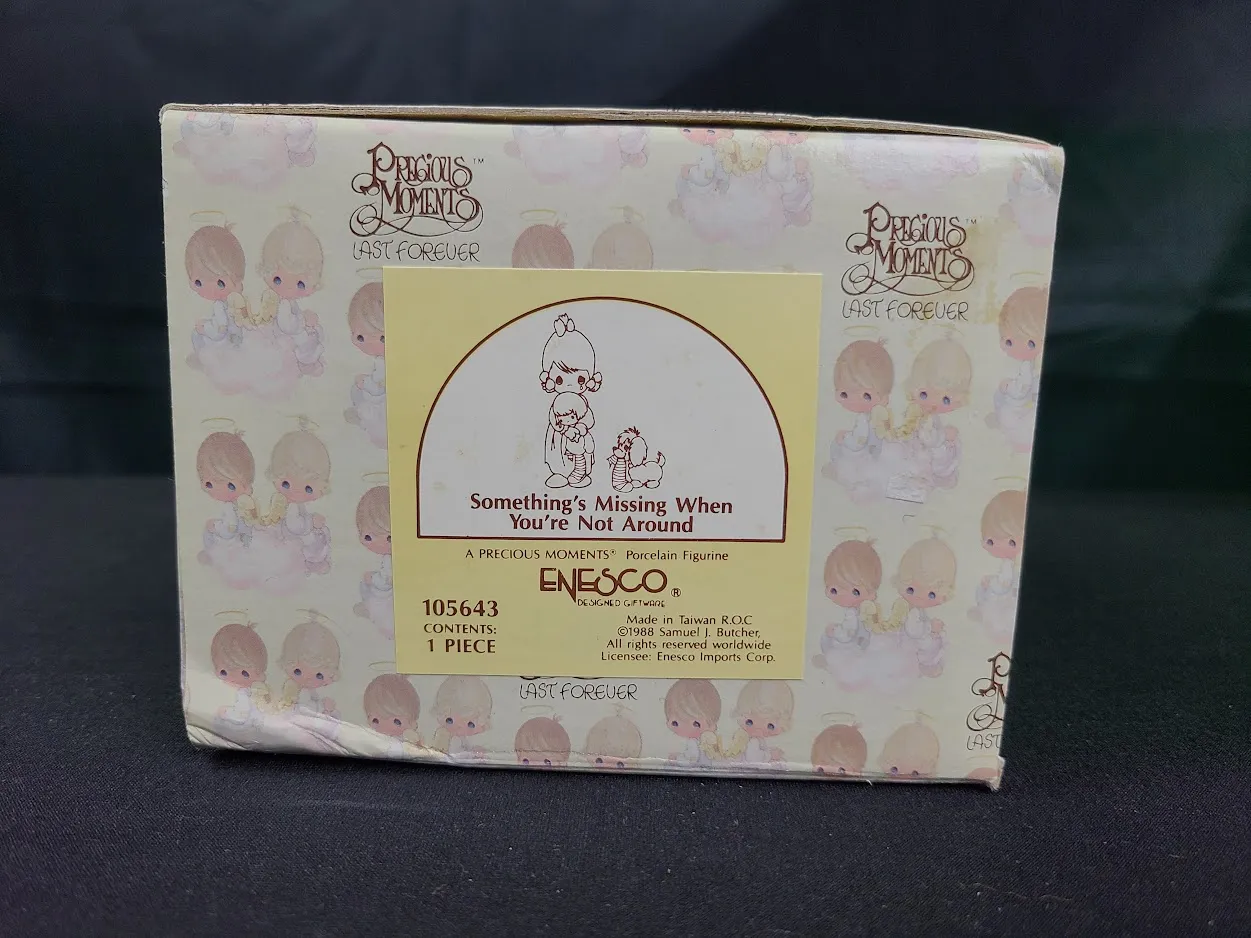 PRECIOUS
MOMENTS™
LAST FOREVER
PRECIOUS
MOMENTS™
LAST FOREVER
Something's Missing When
You're Not Around
A PRECIOUS MOMENTS® Porcelain Figurine
ENESCO®
DESIGNED GIFTWARE
105643
CONTENTS:
1 PIECE
Made in Taiwan R.O.C
©1988 Samuel J. Butcher,
All rights reserved worldwide
Licensee: Enesco Imports Corp.
LAST FOREVER
P
LAST